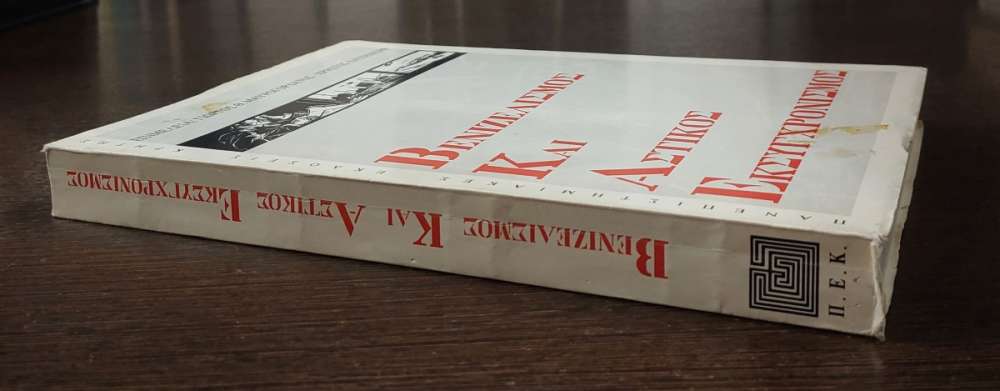 ΒΕΝΙΖΕΛΙΣΜΟΣ
ΚΑΙ
ΑΣΤΙΚΟΣ
ΕΚΣΥΓΧΡΟΝΙΣΜΟΣ
ΠΑΝΕΠΙΣΤΗΜΙΑΚΕΣ ΕΚΔΟΣΕΙΣ ΚΡΗΤΗΣ
ΒΕΝΙΖΕΛΙΣΜΟΣ ΚΑΙ ΑΣΤΙΚΟΣ ΕΚΣΥΓΧΡΟΝΙΣΜΟΣ
Π.Ε.Κ.